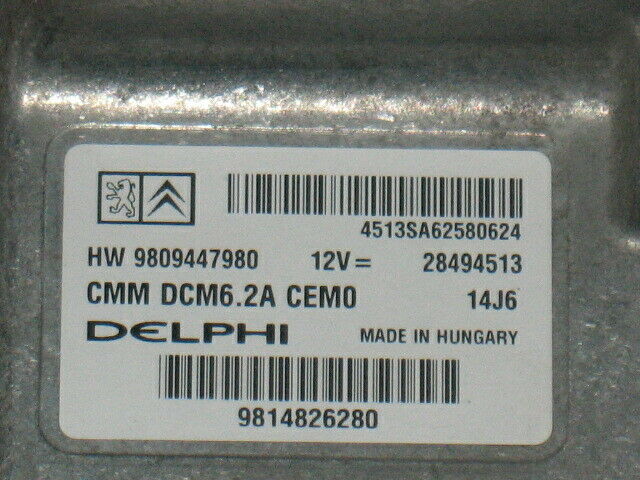 4513SA62580624
HW 9809447980 12V= 28494513
CMM DCM6.2A CEM0 14J6
DELPHI MADE IN HUNGARY
9814826280